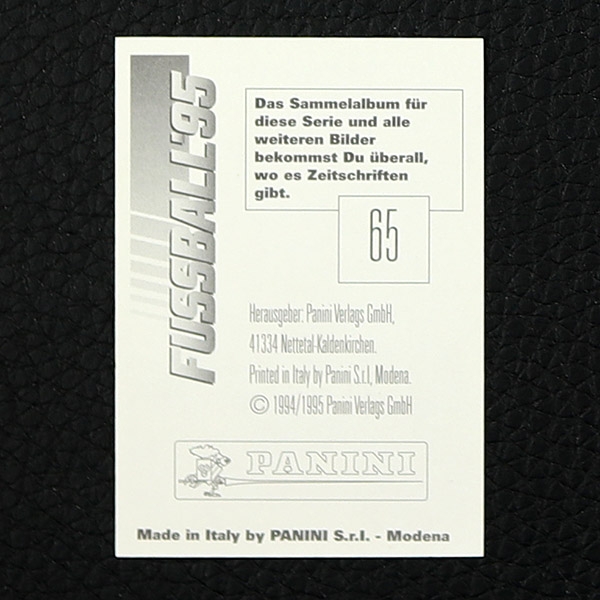 FUSSBALL'95
Das Sammelalbum für
diese Serie und alle
weiteren Bilder
bekommst Du überall,
wo es Zeitschriften
gibt.
65
Herausgeber: Panini Verlags GmbH,
41334 Nettetal-Kaldenkirchen.
Printed in Italy by Panini S.r.l, Modena.
© 1994/1995 Panini Verlags GmbH
PANINI
Made in Italy by PANINI S.r.l. - Modena